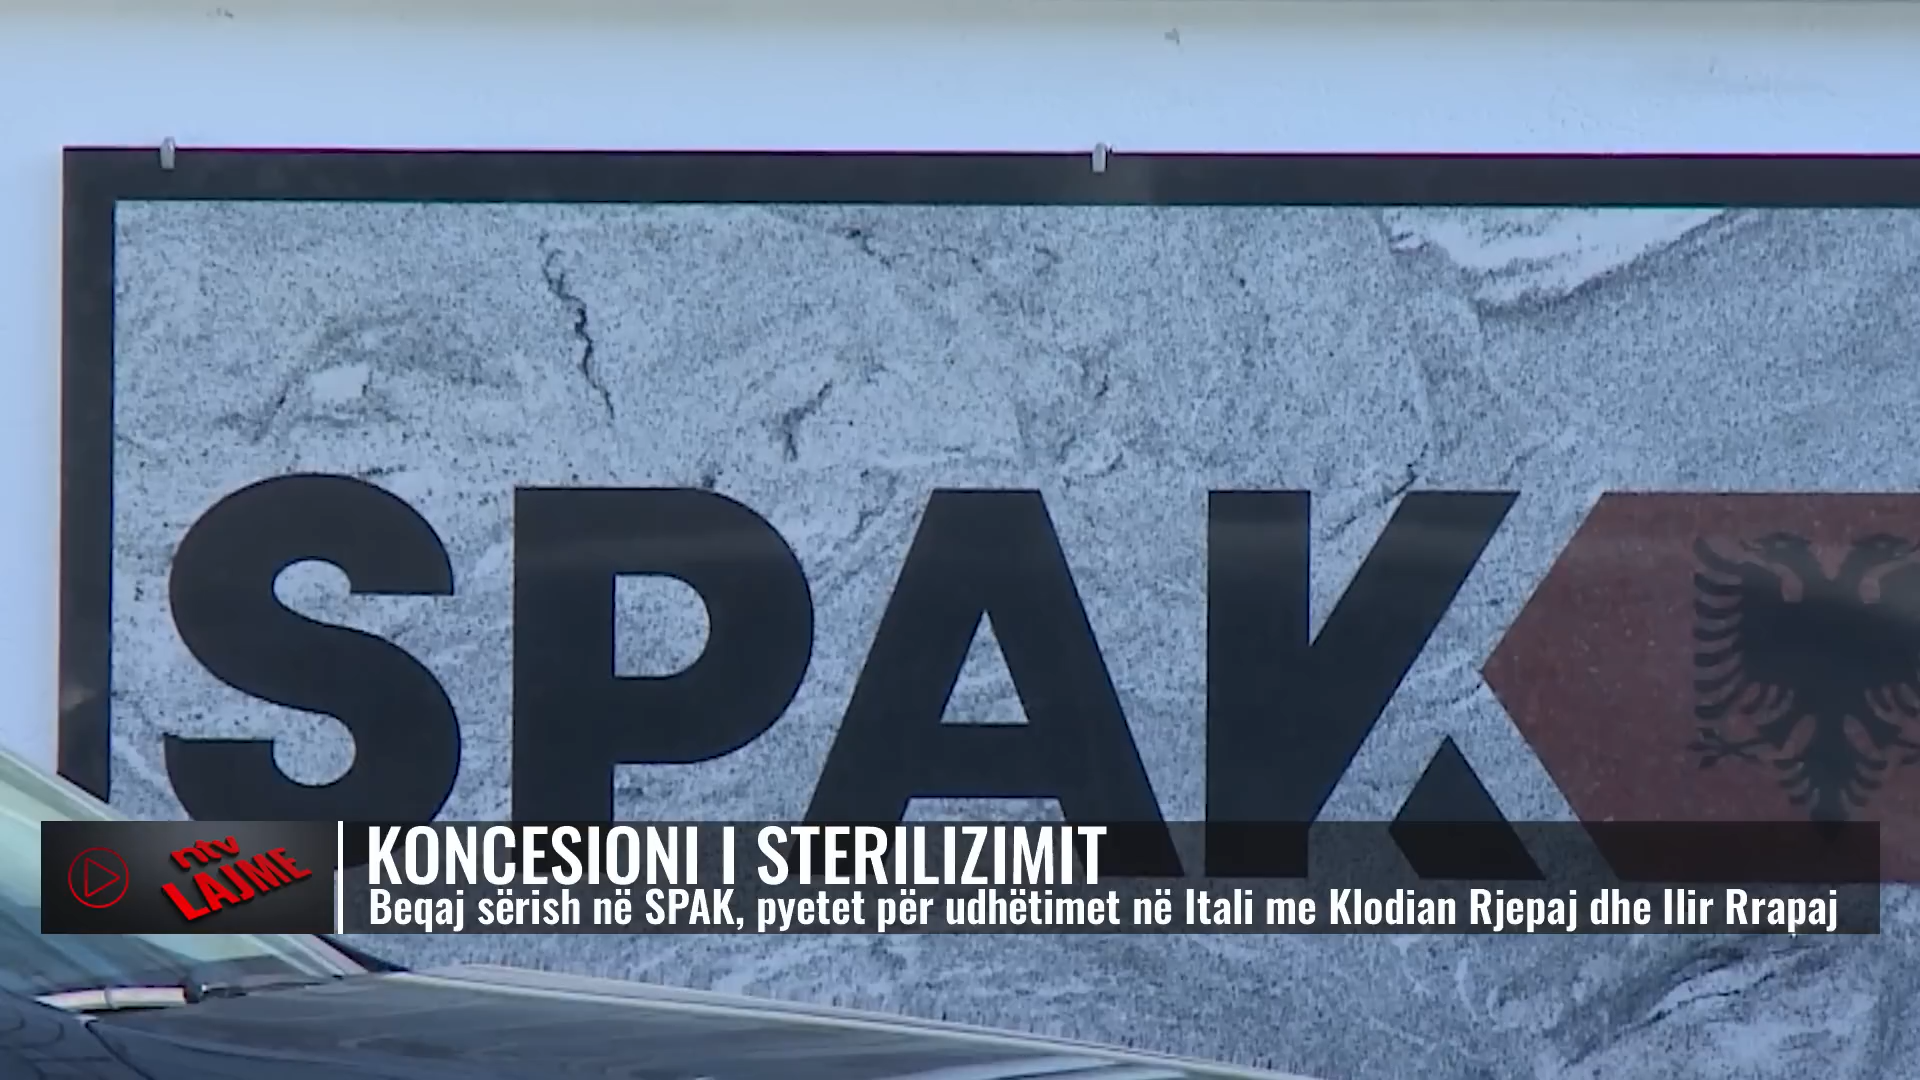 SPAK
ntv
LAJME
KONCESIONI I STERILIZIMIT
Beqaj sërish në SPAK, pyetet për udhëtimet në Itali me Klodian Rjepaj dhe Ilir Rrapaj